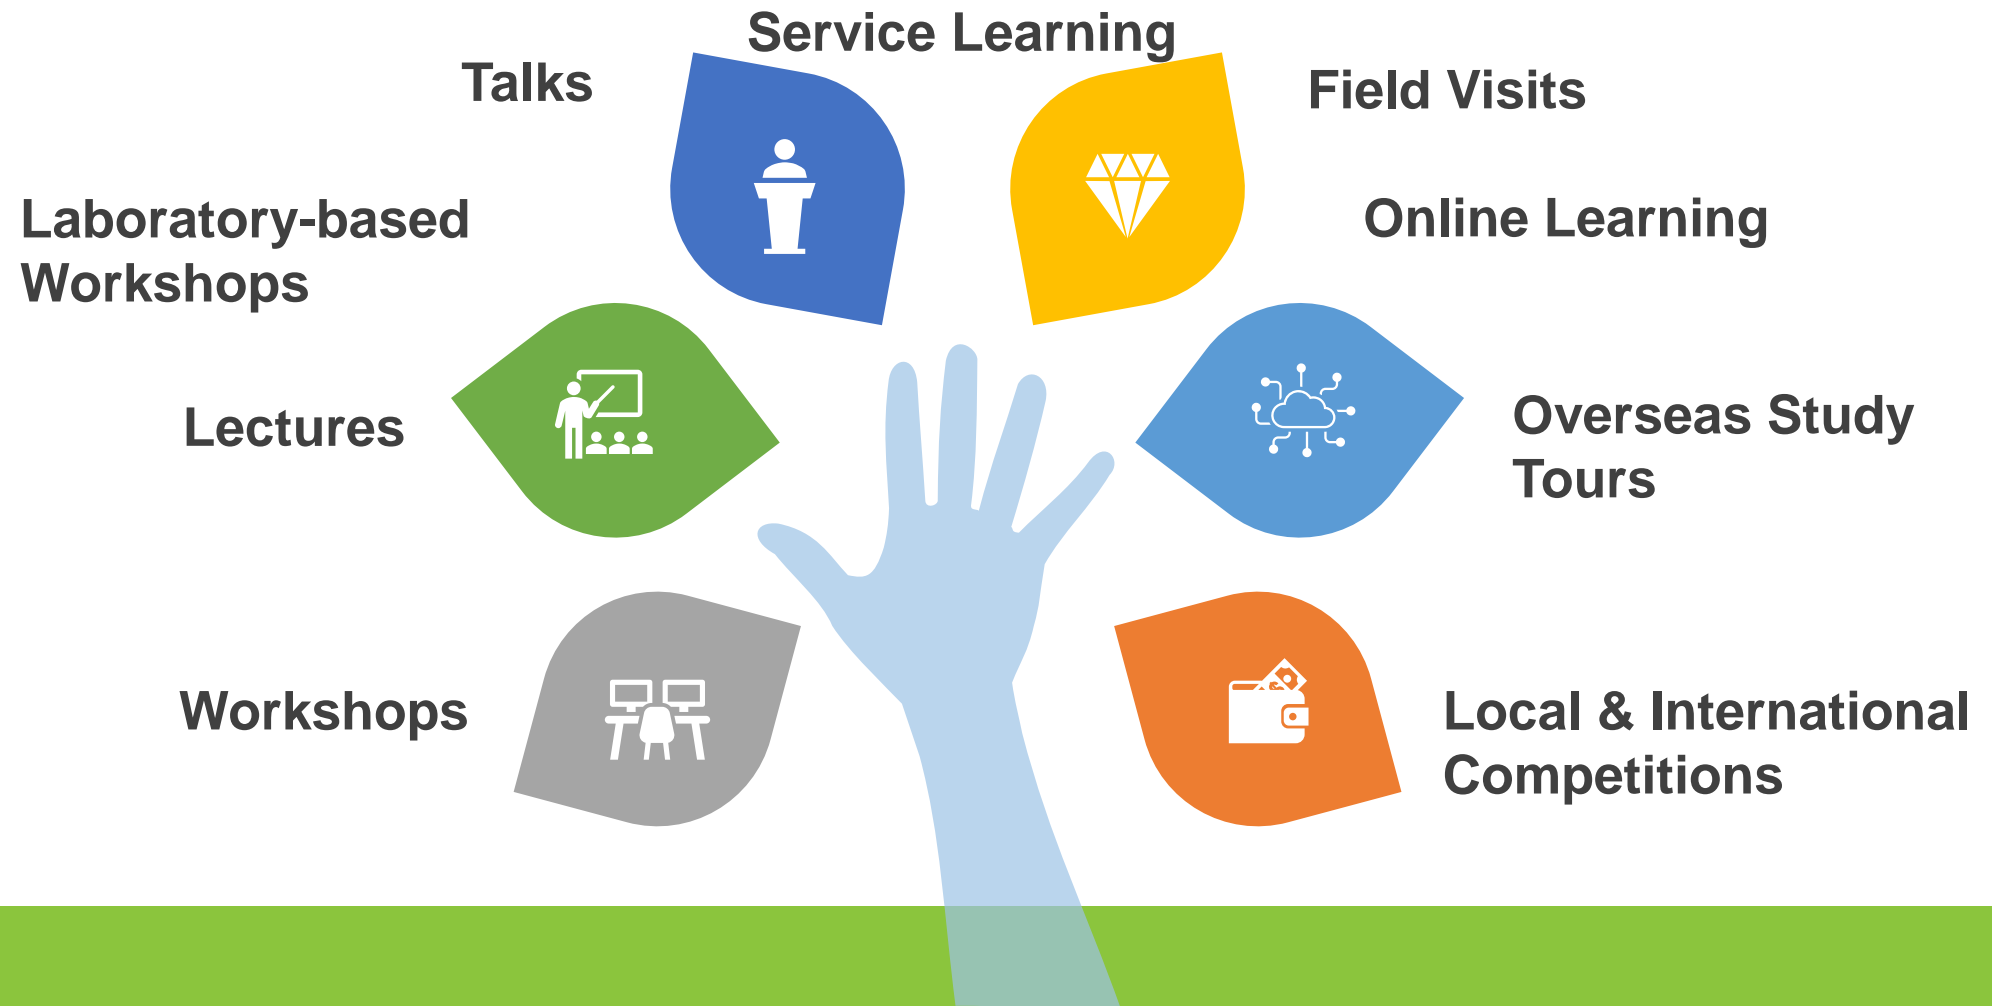 Service Learning
Talks
Field Visits
Laboratory-based
Workshops
Online Learning
Lectures
Overseas Study
Tours
Workshops
Local & International
Competitions